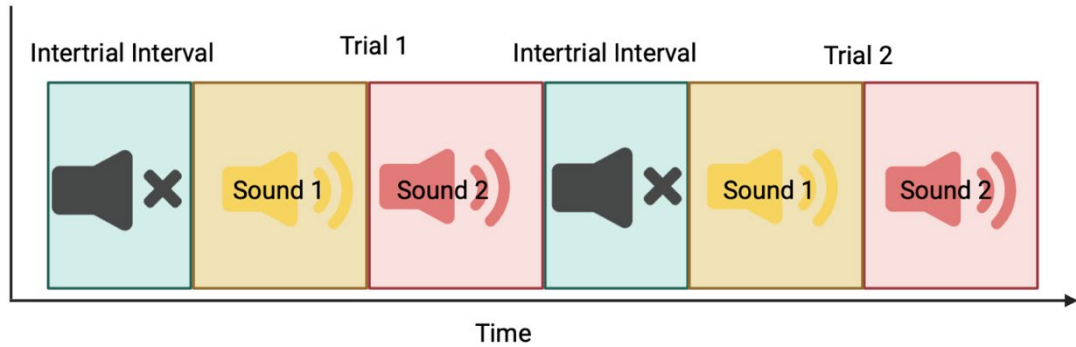 Intertrial Interval
Trial 1
Intertrial Interval
Trial 2
Sound 1
Sound 2
Sound 1
Sound 2
Time